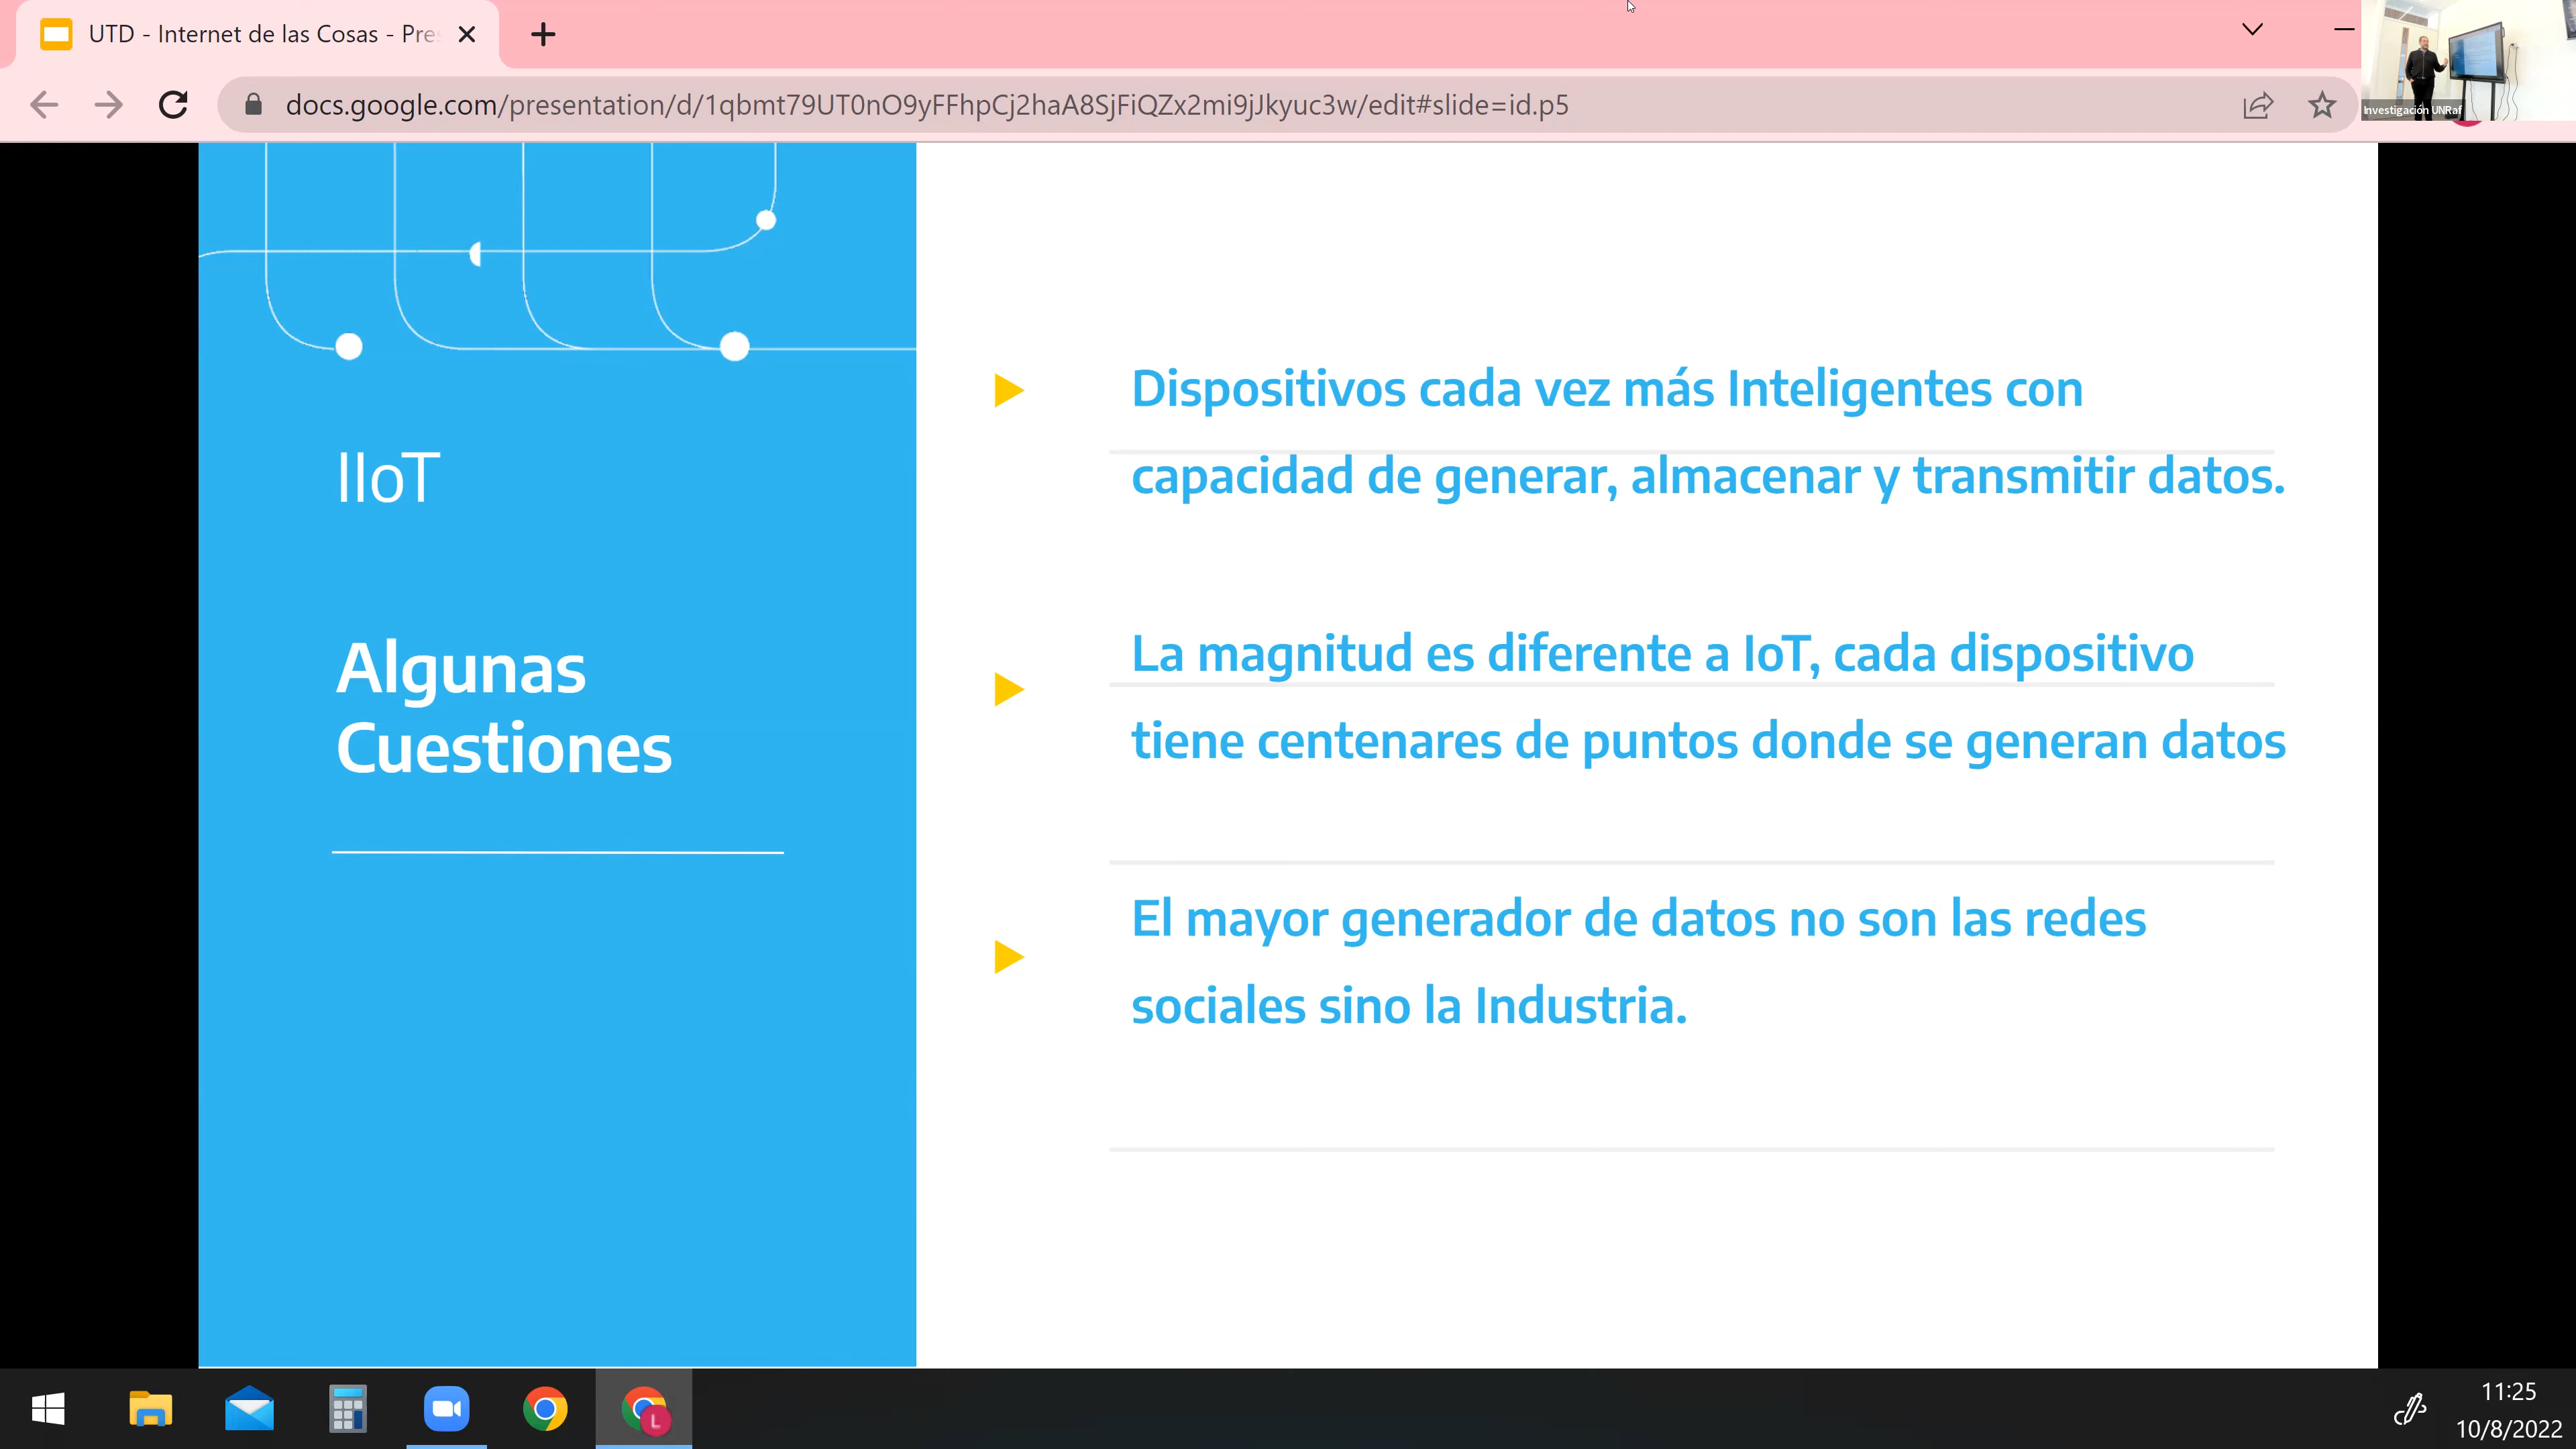 UTD - Internet de las Cosas - Pre
docs.google.com/presentation/d/1qbmt79UT0nO9yFFhpCj2haA8SjFiQZx2mi9jJkyuc3w/edit#slide=id.p5
Investigación UNRaf
IIoT
Algunas
Cuestiones
Dispositivos cada vez más Inteligentes con
capacidad de generar, almacenar y transmitir datos.
La magnitud es diferente a IoT, cada dispositivo
tiene centenares de puntos donde se generan datos
El mayor generador de datos no son las redes
sociales sino la Industria.
L
11:25
10/8/2022